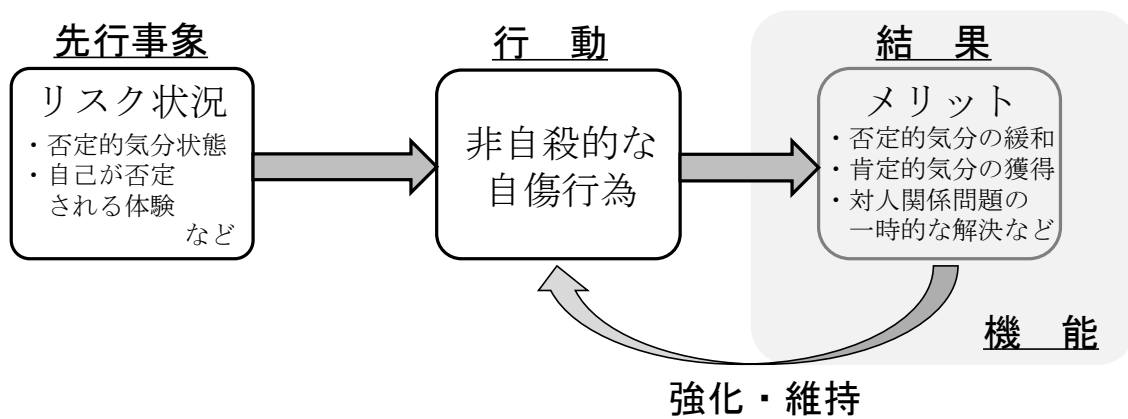 先行事象
リスク状況
・否定的気分状態
・自己が否定
される体験
など
行　動
非自殺的な
自傷行為
結　果
メリット
・否定的気分の緩和
・肯定的気分の獲得
・対人関係問題の
一時的な解決など
機　能
強化・維持